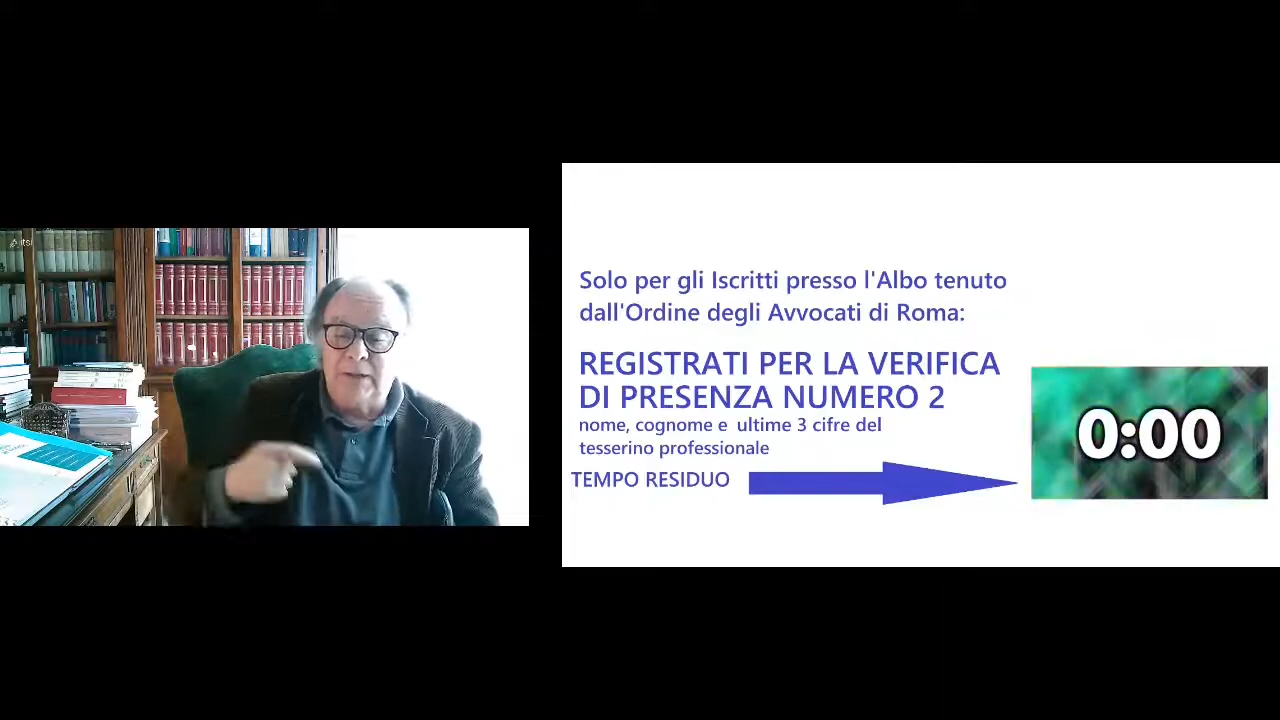 Solo per gli Iscritti presso l'Albo tenuto
dall'Ordine degli Avvocati di Roma:
REGISTRATI PER LA VERIFICA
DI PRESENZA NUMERO 2
nome, cognome e ultime 3 cifre del
tesserino professionale
TEMPO RESIDUO
0:00